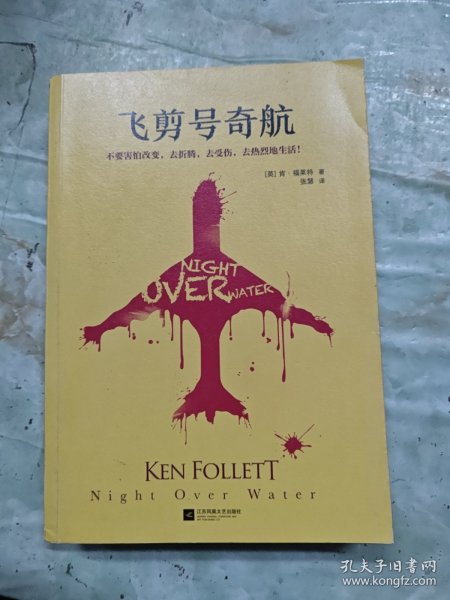 飞剪号奇航
不要害怕改变，去折腾，去受伤，去热烈地生活！
[英] 肯·福莱特 著
张慧 译
NIGHT
OVER WATER
KEN FOLLETT
Night Over Water
江苏凤凰文艺出版社
孔夫子旧书网
www.kongfz.com